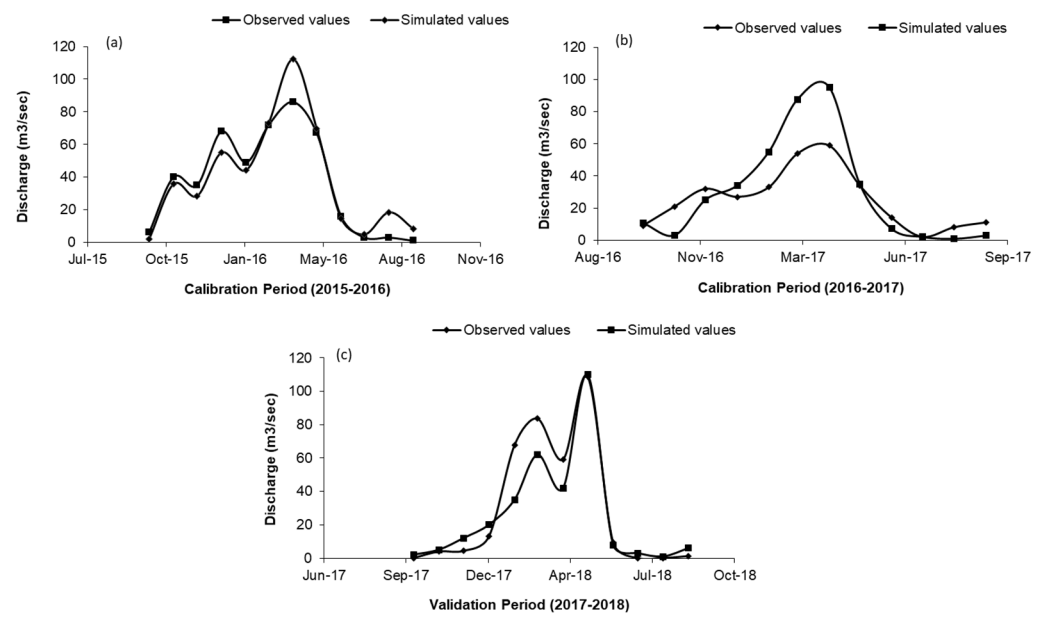 Observed values Simulated values
(a)
120
100
80
60
40
20
0
Discharge (m3/sec)
Jul-15 Oct-15 Jan-16 May-16 Aug-16 Nov-16
Calibration Period (2015-2016)
Observed values Simulated values
(b)
120
100
80
60
40
20
0
Discharge (m3/sec)
Aug-16 Nov-16 Mar-17 Jun-17 Sep-17
Calibration Period (2016-2017)
Observed values Simulated values
(c)
120
100
80
60
40
20
0
Discharge (m3/sec)
Jun-17 Sep-17 Dec-17 Apr-18 Jul-18 Oct-18
Validation Period (2017-2018)